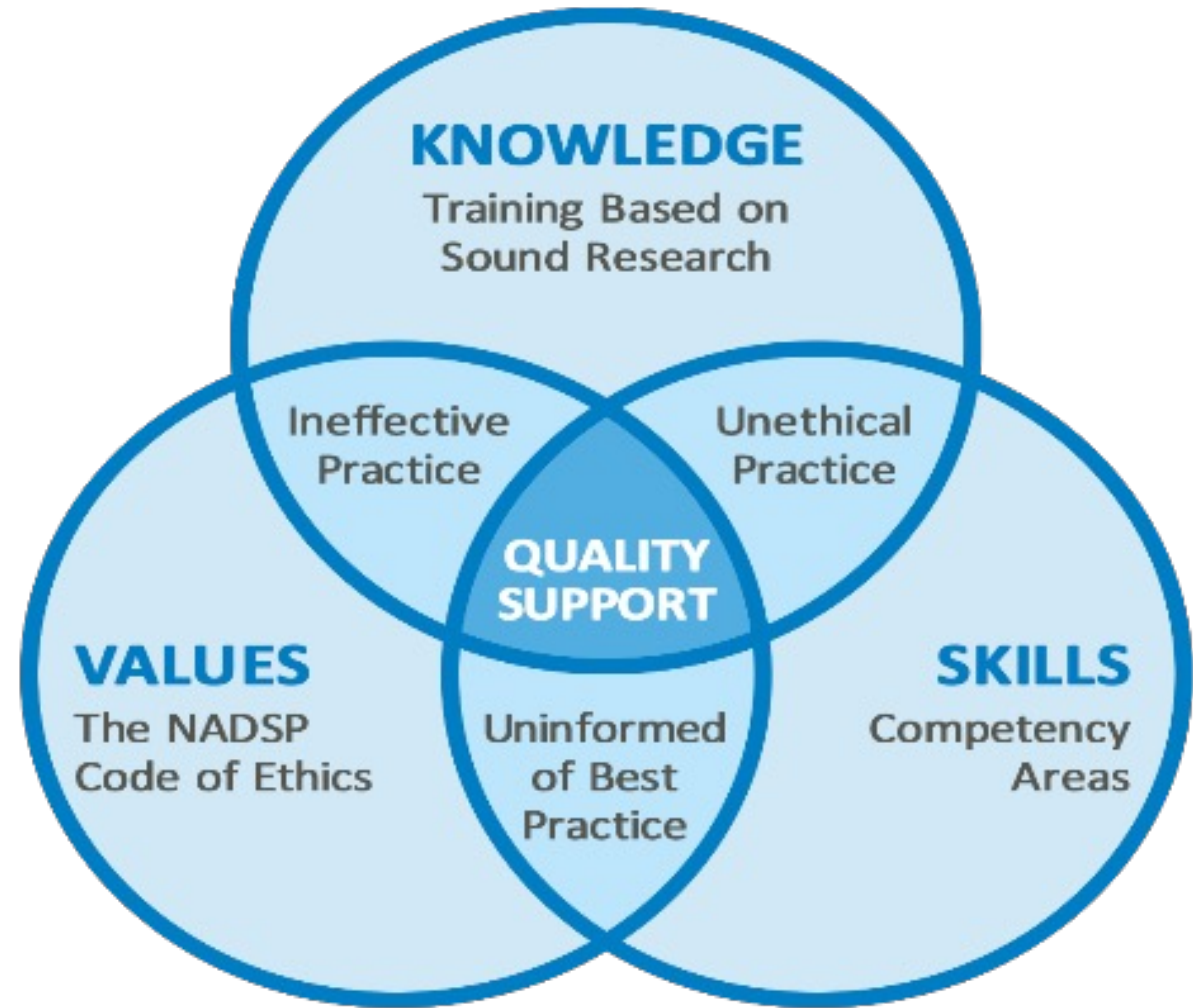 KNOWLEDGE
Training Based on
Sound Research
Ineffective
Practice
Unethical
Practice
QUALITY
SUPPORT
VALUES
The NADSP
Code of Ethics
Uninformed
of Best
Practice
SKILLS
Competency
Areas